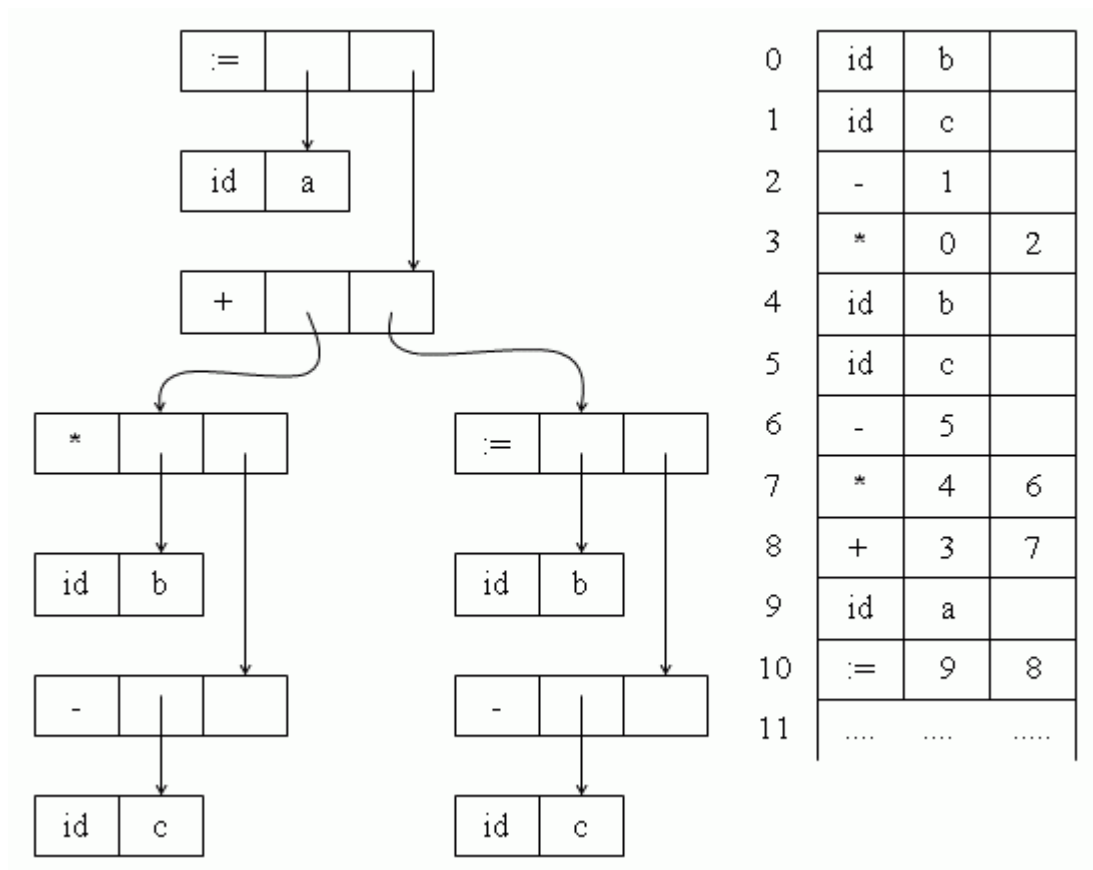 :=
id a
+
* :=
id b id b
- -
id c id c
0 id b
1 id c
2 - 1
3 * 0 2
4 id b
5 id c
6 - 5
7 * 4 6
8 + 3 7
9 id a
10 := 9 8
11 .... .... .....